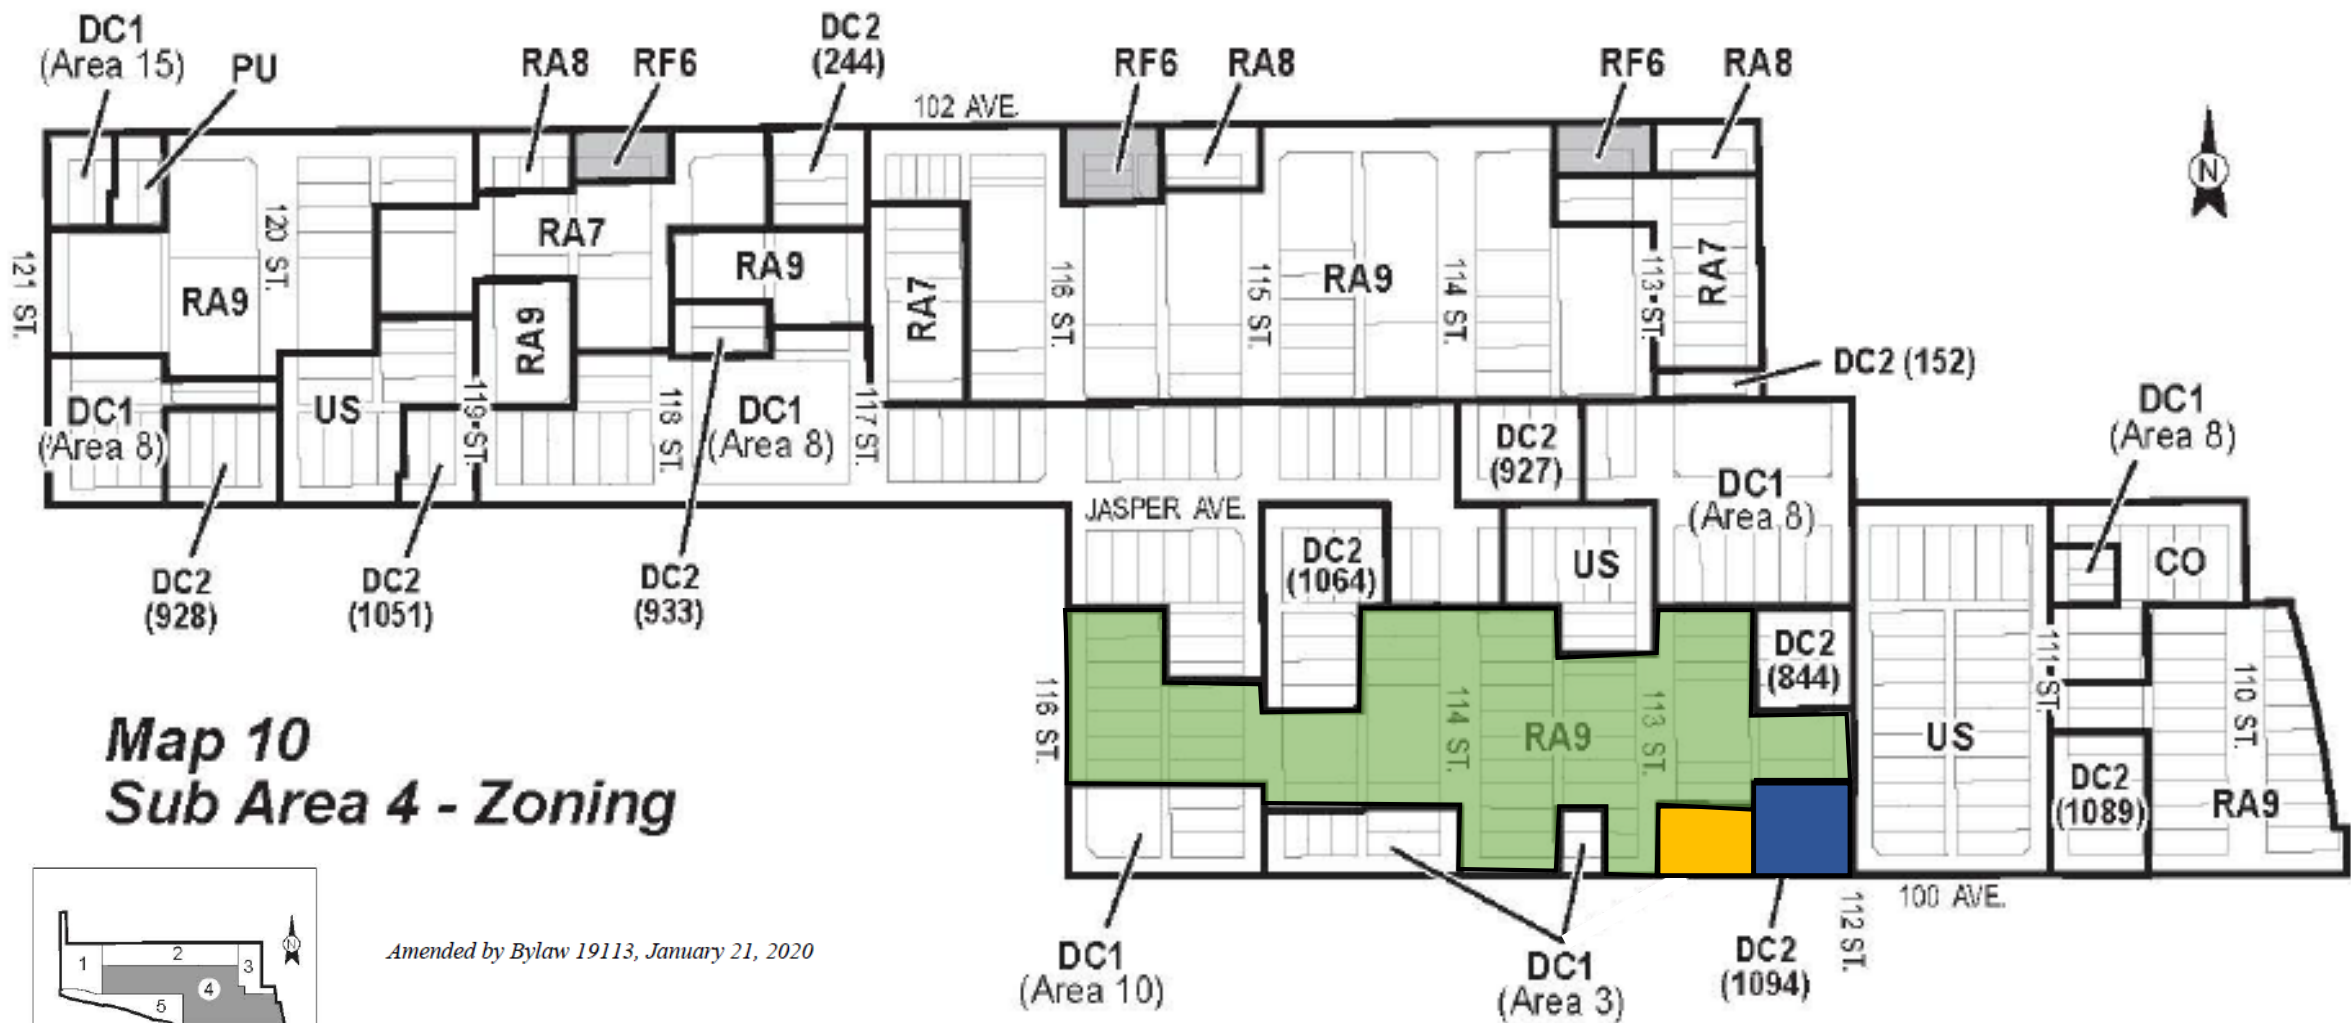 DC1
(Area 15)
PU
RA8
RF6
DC2
(244)
RF6
RA8
RF6
RA8
102 AVE.
N
121 ST.
120 ST.
RA9
RA7
RA9
RA9
RA7
116 ST.
115 ST.
RA9
114 ST.
113 ST.
RA7
DC2 (152)
DC1
(Area 8)
US
119 ST.
118 ST.
DC1
(Area 8)
117 ST.
DC2
(927)
DC1
(Area 8)
DC1
(Area 8)
JASPER AVE.
DC2
(1064)
US
CO
DC2
(928)
DC2
(1051)
DC2
(933)
DC2
(844)
111 ST.
110 ST.
116 ST.
114 ST.
RA9
113 ST.
US
DC2
(1089)
RA9
Map 10
Sub Area 4 - Zoning
100 AVE.
112 ST.
DC1
(Area 10)
DC1
(Area 3)
DC2
(1094)
Amended by Bylaw 19113, January 21, 2020
1
2
3
4
5
N